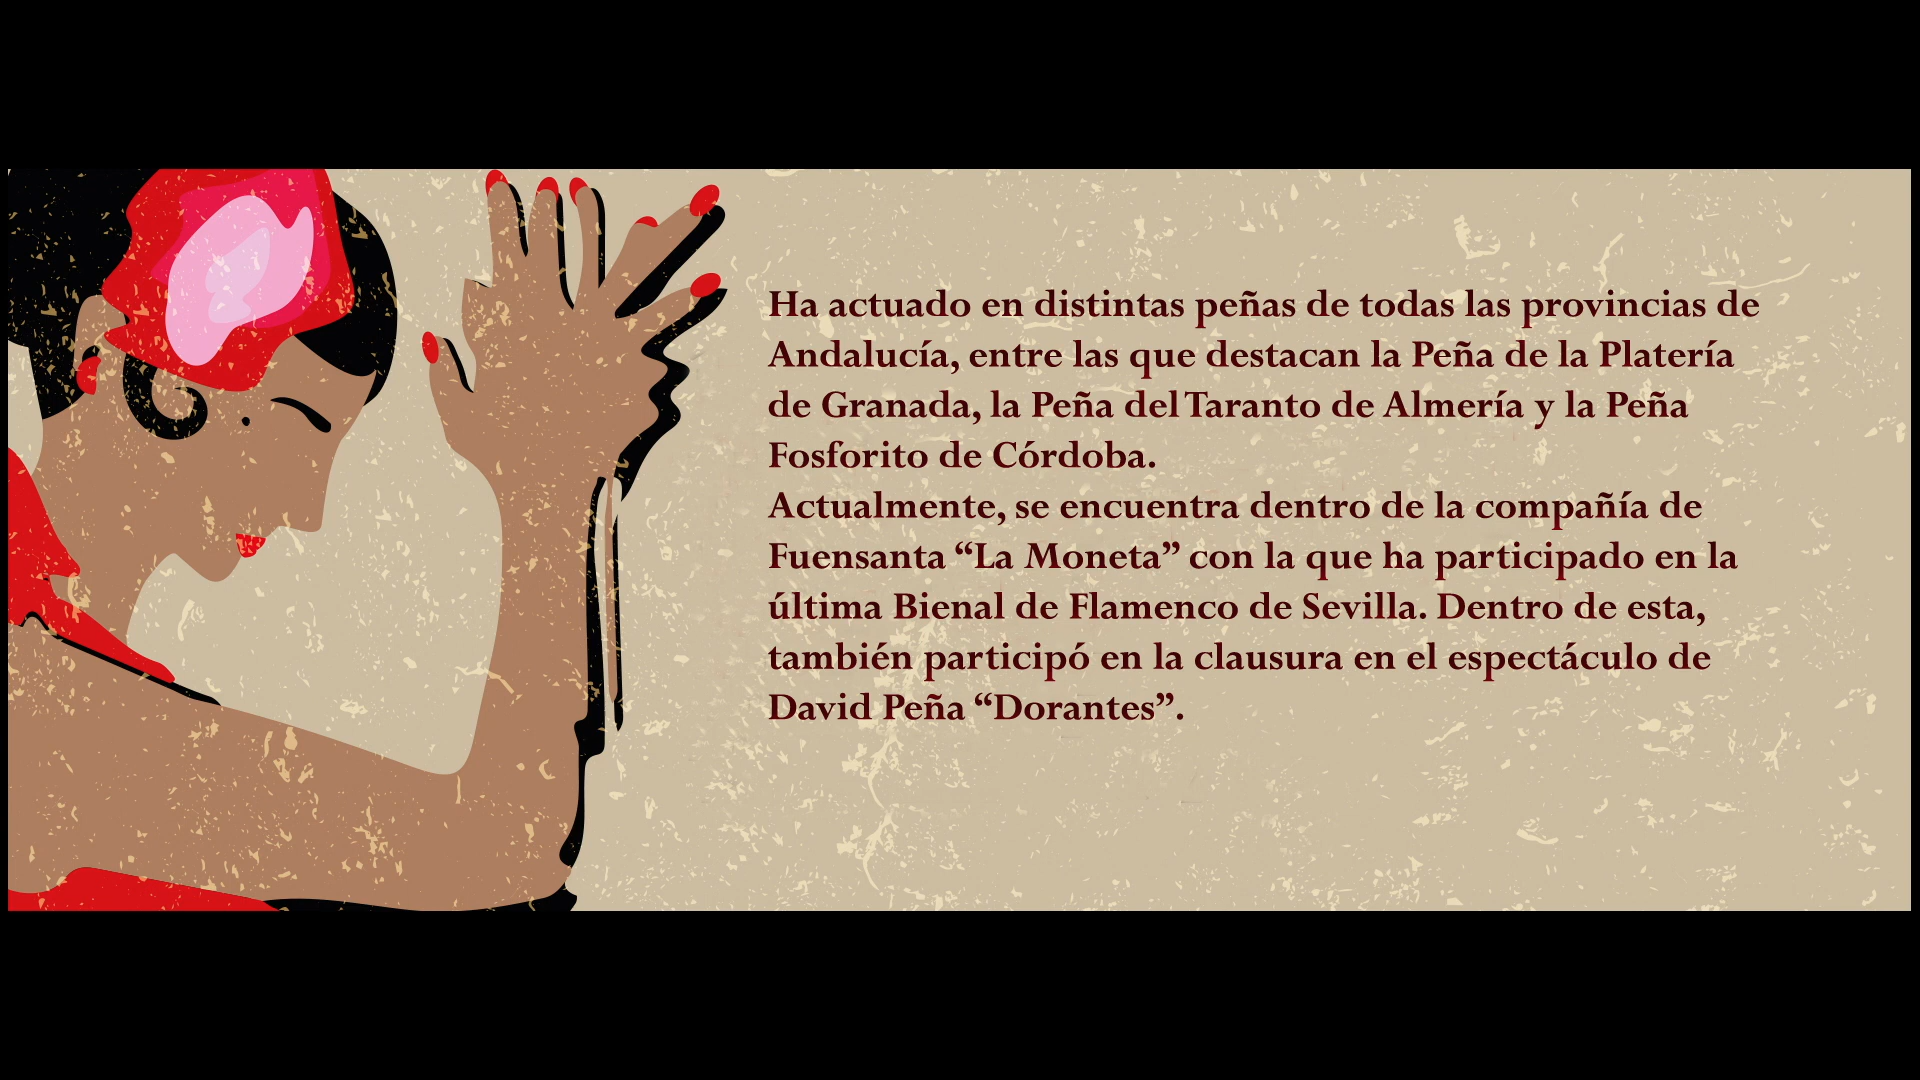 Ha actuado en distintas peñas de todas las provincias de
Andalucía, entre las que destacan la Peña de la Platería
de Granada, la Peña del Taranto de Almería y la Peña
Fosforito de Córdoba.
Actualmente, se encuentra dentro de la compañía de
Fuensanta “La Moneta” con la que ha participado en la
última Bienal de Flamenco de Sevilla. Dentro de esta,
también participó en la clausura en el espectáculo de
David Peña “Dorantes”.